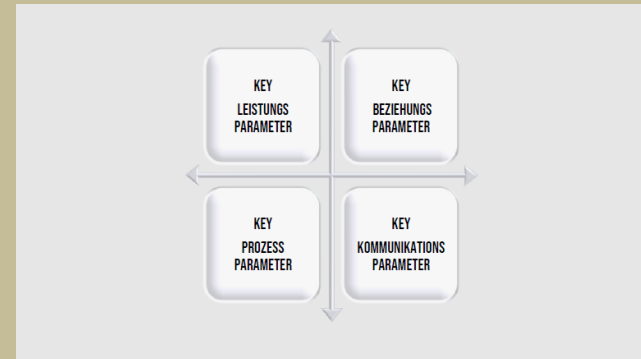 KEY
LEISTUNGS
PARAMETER
KEY
BEZIEHUNGS
PARAMETER
KEY
PROZESS
PARAMETER
KEY
KOMMUNIKATIONS
PARAMETER